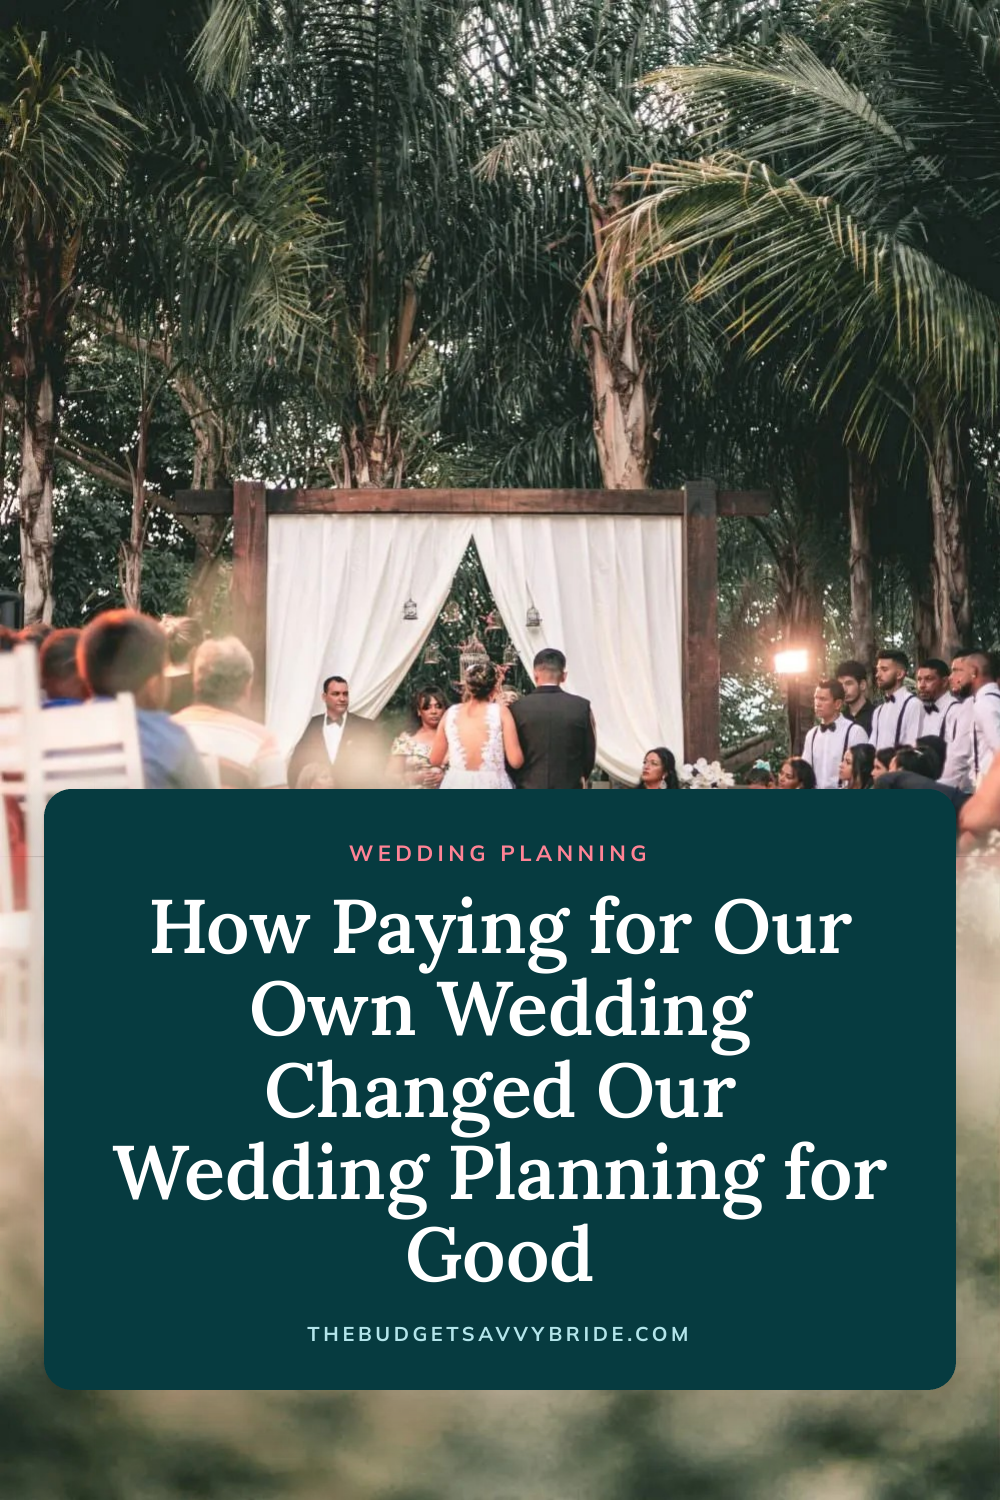 WEDDING PLANNING
How Paying for Our
Own Wedding
Changed Our
Wedding Planning for
Good
THEBUDGETSAVVYBRIDE.COM